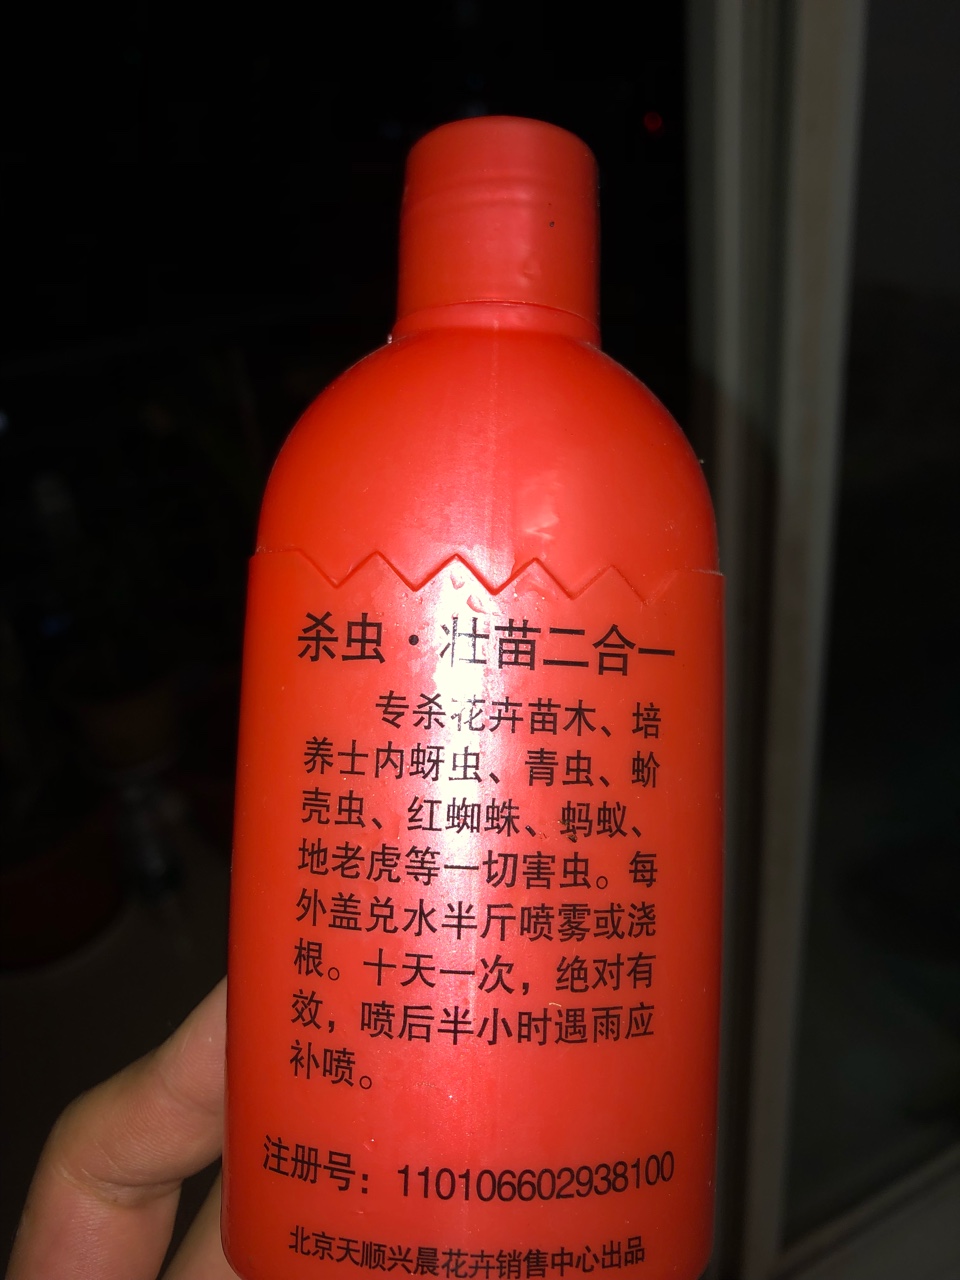 杀虫·壮苗二合一
专杀花卉苗木、培
养士内蚜虫、青虫、蚧
壳虫、红蜘蛛、蚂蚁、
地老虎等一切害虫。每
外盖兑水半斤喷雾或浇
根。十天一次，绝对有
效，喷后半小时遇雨应
补喷。
注册号：110106602938100
北京天顺兴晨花卉销售中心出品